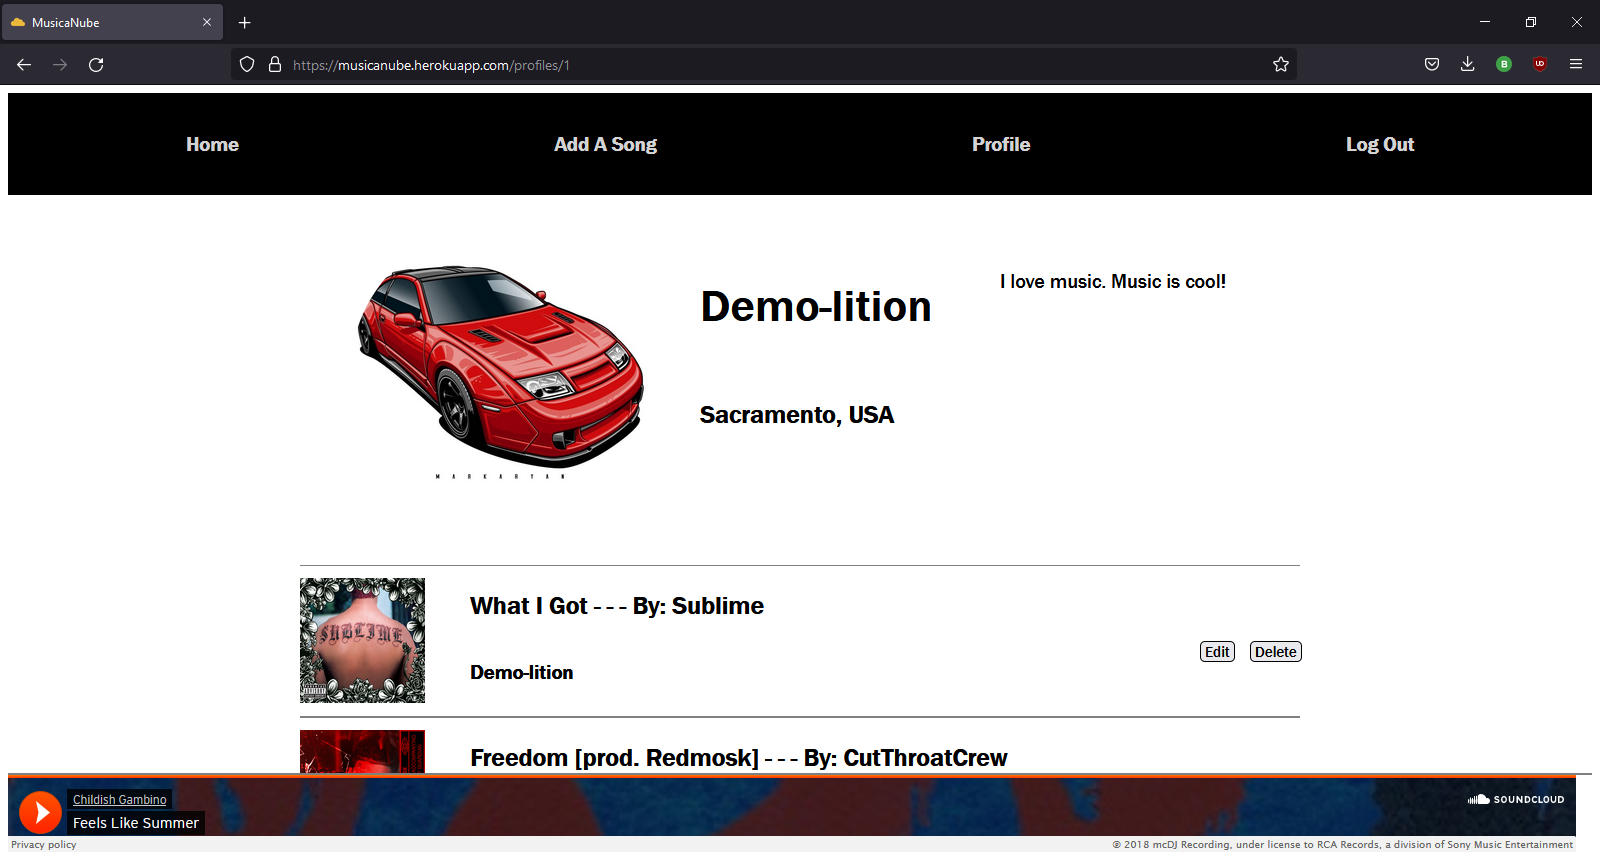 MusicaNube
https://musicanube.herokuapp.com/profiles/1
Home Add A Song Profile Log Out
I love music. Music is cool!
Demo-lition
Sacramento, USA
MARKARYAN
What I Got - - - By: Sublime
SUBLIME
Edit Delete
Demo-lition
Freedom [prod. Redmosk] - - - By: CutThroatCrew
Childish Gambino
SOUNDCLOUD
Feels Like Summer
Privacy policy
℗ 2018 mcDJ Recording, under license to RCA Records, a division of Sony Music Entertainment